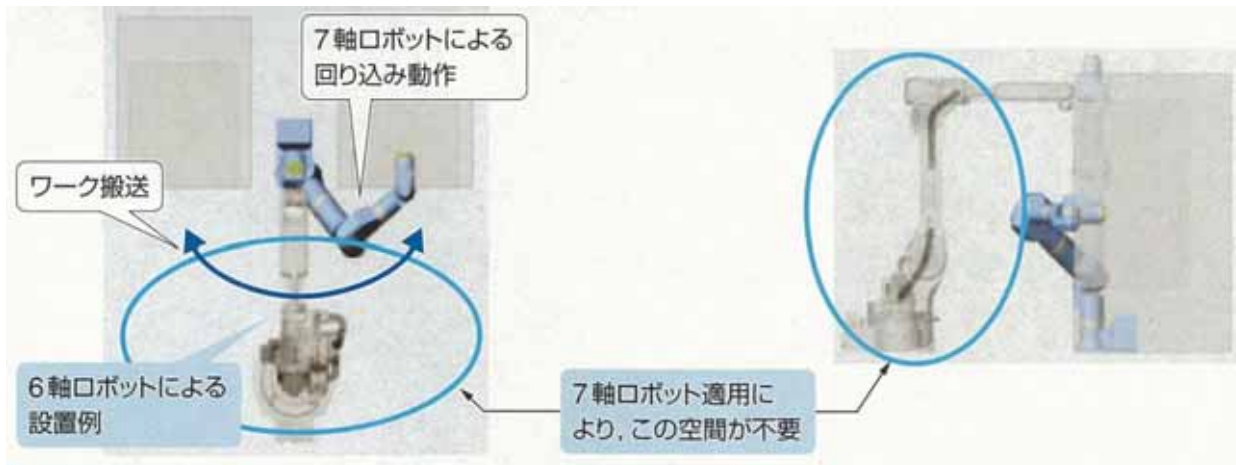 7軸ロボットによる
回り込み動作
ワーク搬送
6軸ロボットによる
設置例
7軸ロボット適用に
より,この空間が不要